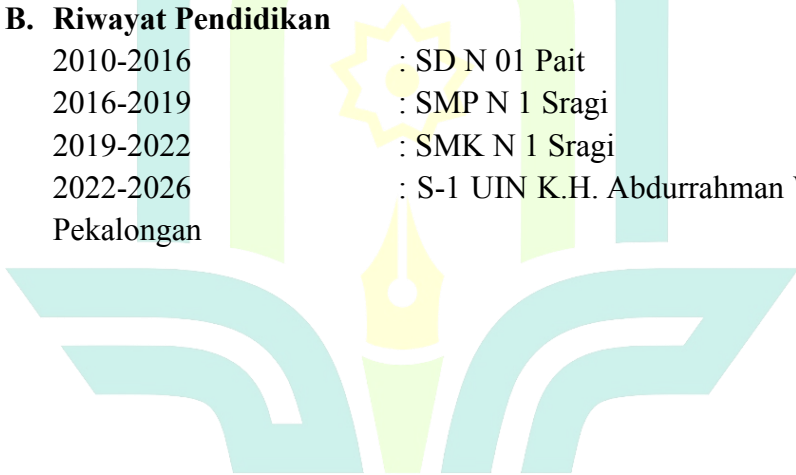 B. Riwayat Pendidikan
2010-2016 : SD N 01 Pait
2016-2019 : SMP N 1 Sragi
2019-2022 : SMK N 1 Sragi
2022-2026 : S-1 UIN K.H. Abdurrahman
Pekalongan